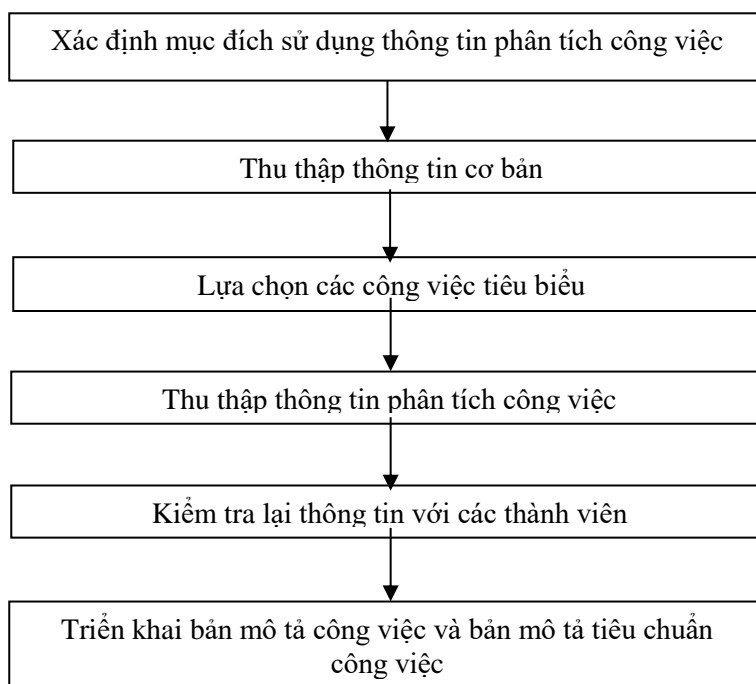 Xác định mục đích sử dụng thông tin phân tích công việc
Thu thập thông tin cơ bản
Lựa chọn các công việc tiêu biểu
Thu thập thông tin phân tích công việc
Kiểm tra lại thông tin với các thành viên
Triển khai bản mô tả công việc và bản mô tả tiêu chuẩn
công việc